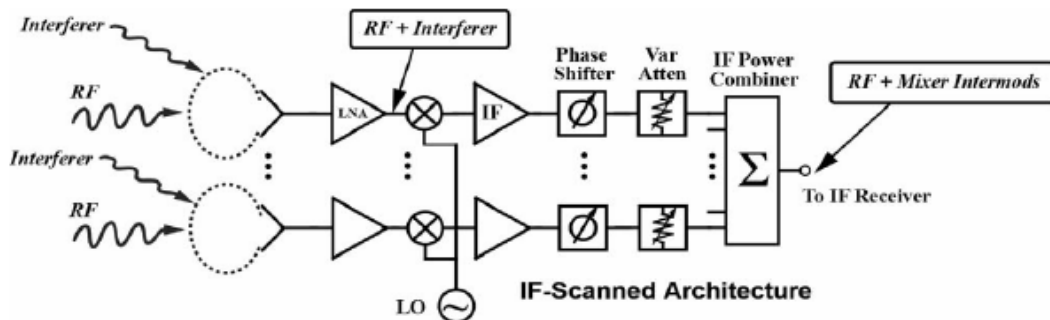 Interferer
RF + Interferer
RF
LNA
IF
Phase
Shifter
Var
Atten
IF Power
Combiner
RF + Mixer Intermods
Ø
Σ
To IF Receiver
Interferer
RF
Ø
LO
IF-Scanned Architecture